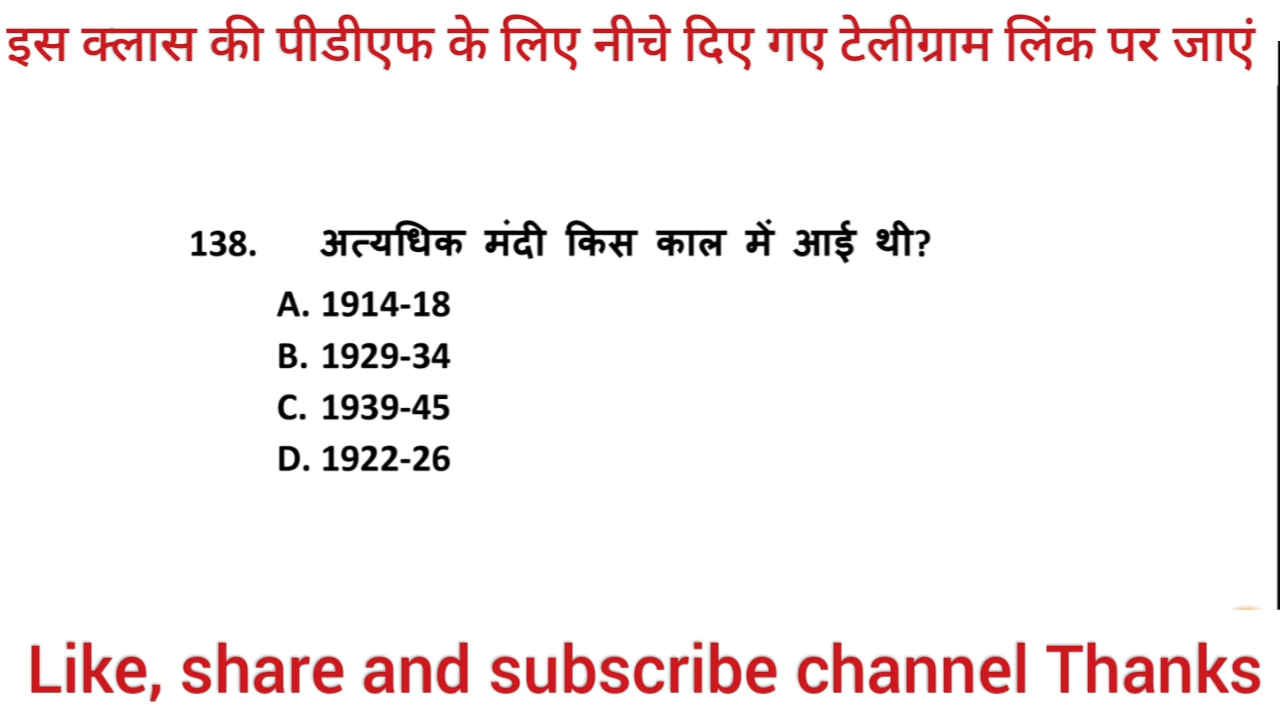 इस क्लास की पीडीएफ के लिए नीचे दिए गए टेलीग्राम लिंक पर जाएं
138. अत्यधिक मंदी किस काल में आई थी?
A. 1914-18
B. 1929-34
C. 1939-45
D. 1922-26
Like, share and subscribe channel Thanks